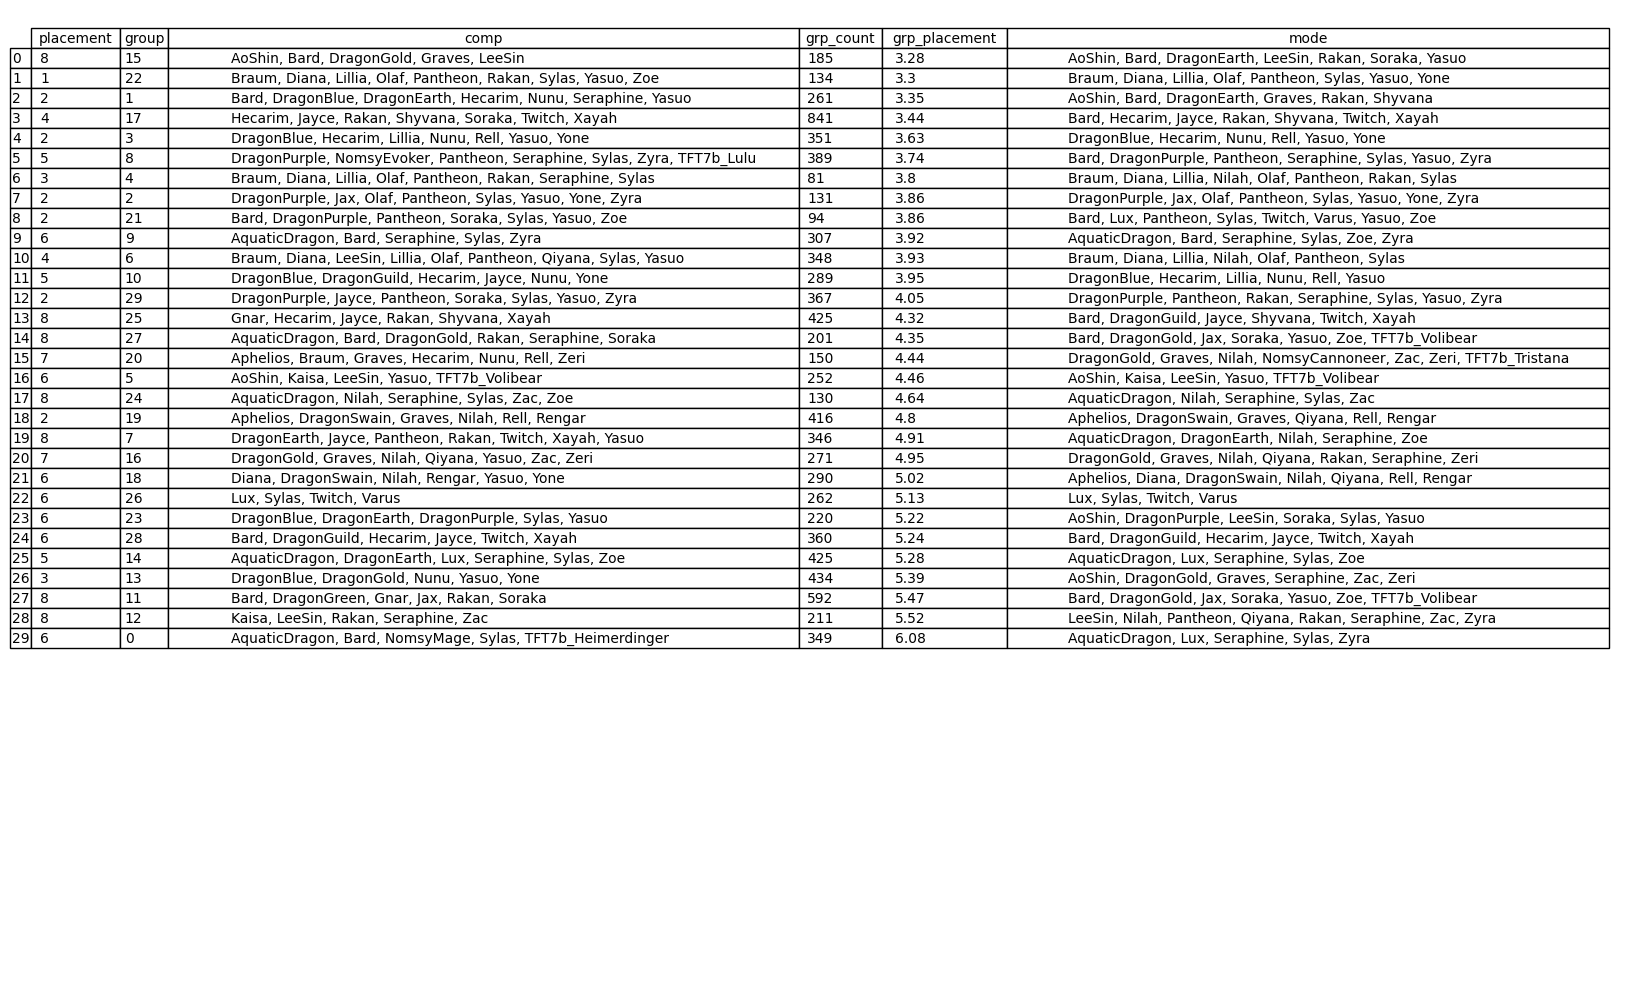 placement group comp grp_count grp_placement mode
0 8 15 AoShin, Bard, DragonGold, Graves, LeeSin 185 3.28 AoShin, Bard, DragonEarth, LeeSin, Rakan, Soraka, Yasuo
1 1 22 Braum, Diana, Lillia, Olaf, Pantheon, Rakan, Sylas, Yasuo, Zoe 134 3.3 Braum, Diana, Lillia, Olaf, Pantheon, Sylas, Yasuo, Yone
2 2 1 Bard, DragonBlue, DragonEarth, Hecarim, Nunu, Seraphine, Yasuo 261 3.35 AoShin, Bard, DragonEarth, Graves, Rakan, Shyvana
3 4 17 Hecarim, Jayce, Rakan, Shyvana, Soraka, Twitch, Xayah 841 3.44 Bard, Hecarim, Jayce, Rakan, Shyvana, Twitch, Xayah
4 2 3 DragonBlue, Hecarim, Lillia, Nunu, Rell, Yasuo, Yone 351 3.63 DragonBlue, Hecarim, Nunu, Rell, Yasuo, Yone
5 5 8 DragonPurple, NomsyEvoker, Pantheon, Seraphine, Sylas, Zyra, TFT7b_Lulu 389 3.74 Bard, DragonPurple, Pantheon, Seraphine, Sylas, Yasuo, Zyra
6 3 4 Braum, Diana, Lillia, Olaf, Pantheon, Rakan, Seraphine, Sylas 81 3.8 Braum, Diana, Lillia, Nilah, Olaf, Pantheon, Rakan, Sylas
7 2 2 DragonPurple, Jax, Olaf, Pantheon, Sylas, Yasuo, Yone, Zyra 131 3.86 DragonPurple, Jax, Olaf, Pantheon, Sylas, Yasuo, Yone, Zyra
8 2 21 Bard, DragonPurple, Pantheon, Soraka, Sylas, Yasuo, Zoe 94 3.86 Bard, Lux, Pantheon, Sylas, Twitch, Varus, Yasuo, Zoe
9 6 9 AquaticDragon, Bard, Seraphine, Sylas, Zyra 307 3.92 AquaticDragon, Bard, Seraphine, Sylas, Zoe, Zyra
10 4 6 Braum, Diana, LeeSin, Lillia, Olaf, Pantheon, Qiyana, Sylas, Yasuo 348 3.93 Braum, Diana, Lillia, Nilah, Olaf, Pantheon, Sylas
11 5 10 DragonBlue, DragonGuild, Hecarim, Jayce, Nunu, Yone 289 3.95 DragonBlue, Hecarim, Lillia, Nunu, Rell, Yasuo
12 2 29 DragonPurple, Jayce, Pantheon, Soraka, Sylas, Yasuo, Zyra 367 4.05 DragonPurple, Pantheon, Rakan, Seraphine, Sylas, Yasuo, Zyra
13 8 25 Gnar, Hecarim, Jayce, Rakan, Shyvana, Xayah 425 4.32 Bard, DragonGuild, Jayce, Shyvana, Twitch, Xayah
14 8 27 AquaticDragon, Bard, DragonGold, Rakan, Seraphine, Soraka 201 4.35 Bard, DragonGold, Jax, Soraka, Yasuo, Zoe, TFT7b_Volibear
15 7 20 Aphelios, Braum, Graves, Hecarim, Nunu, Rell, Zeri 150 4.44 DragonGold, Graves, Nilah, NomsyCannoneer, Zac, Zeri, TFT7b_Tristana
16 6 5 AoShin, Kaisa, LeeSin, Yasuo, TFT7b_Volibear 252 4.46 AoShin, Kaisa, LeeSin, Yasuo, TFT7b_Volibear
17 8 24 AquaticDragon, Nilah, Seraphine, Sylas, Zac, Zoe 130 4.64 AquaticDragon, Nilah, Seraphine, Sylas, Zac
18 2 19 Aphelios, DragonSwain, Graves, Nilah, Rell, Rengar 416 4.8 Aphelios, DragonSwain, Graves, Qiyana, Rell, Rengar
19 8 7 DragonEarth, Jayce, Pantheon, Rakan, Twitch, Xayah, Yasuo 346 4.91 AquaticDragon, DragonEarth, Nilah, Seraphine, Zoe
20 7 16 DragonGold, Graves, Nilah, Qiyana, Yasuo, Zac, Zeri 271 4.95 DragonGold, Graves, Nilah, Qiyana, Rakan, Seraphine, Zeri
21 6 18 Diana, DragonSwain, Nilah, Rengar, Yasuo, Yone 290 5.02 Aphelios, Diana, DragonSwain, Nilah, Qiyana, Rell, Rengar
22 6 26 Lux, Sylas, Twitch, Varus 262 5.13 Lux, Sylas, Twitch, Varus
23 6 23 DragonBlue, DragonEarth, DragonPurple, Sylas, Yasuo 220 5.22 AoShin, DragonPurple, LeeSin, Soraka, Sylas, Yasuo
24 6 28 Bard, DragonGuild, Hecarim, Jayce, Twitch, Xayah 360 5.24 Bard, DragonGuild, Hecarim, Jayce, Twitch, Xayah
25 5 14 AquaticDragon, DragonEarth, Lux, Seraphine, Sylas, Zoe 425 5.28 AquaticDragon, Lux, Seraphine, Sylas, Zoe
26 3 13 DragonBlue, DragonGold, Nunu, Yasuo, Yone 434 5.39 AoShin, DragonGold, Graves, Seraphine, Zac, Zeri
27 8 11 Bard, DragonGreen, Gnar, Jax, Rakan, Soraka 592 5.47 Bard, DragonGold, Jax, Soraka, Yasuo, Zoe, TFT7b_Volibear
28 8 12 Kaisa, LeeSin, Rakan, Seraphine, Zac 211 5.52 LeeSin, Nilah, Pantheon, Qiyana, Rakan, Seraphine, Zac, Zyra
29 6 0 AquaticDragon, Bard, NomsyMage, Sylas, TFT7b_Heimerdinger 349 6.08 AquaticDragon, Lux, Seraphine, Sylas, Zyra